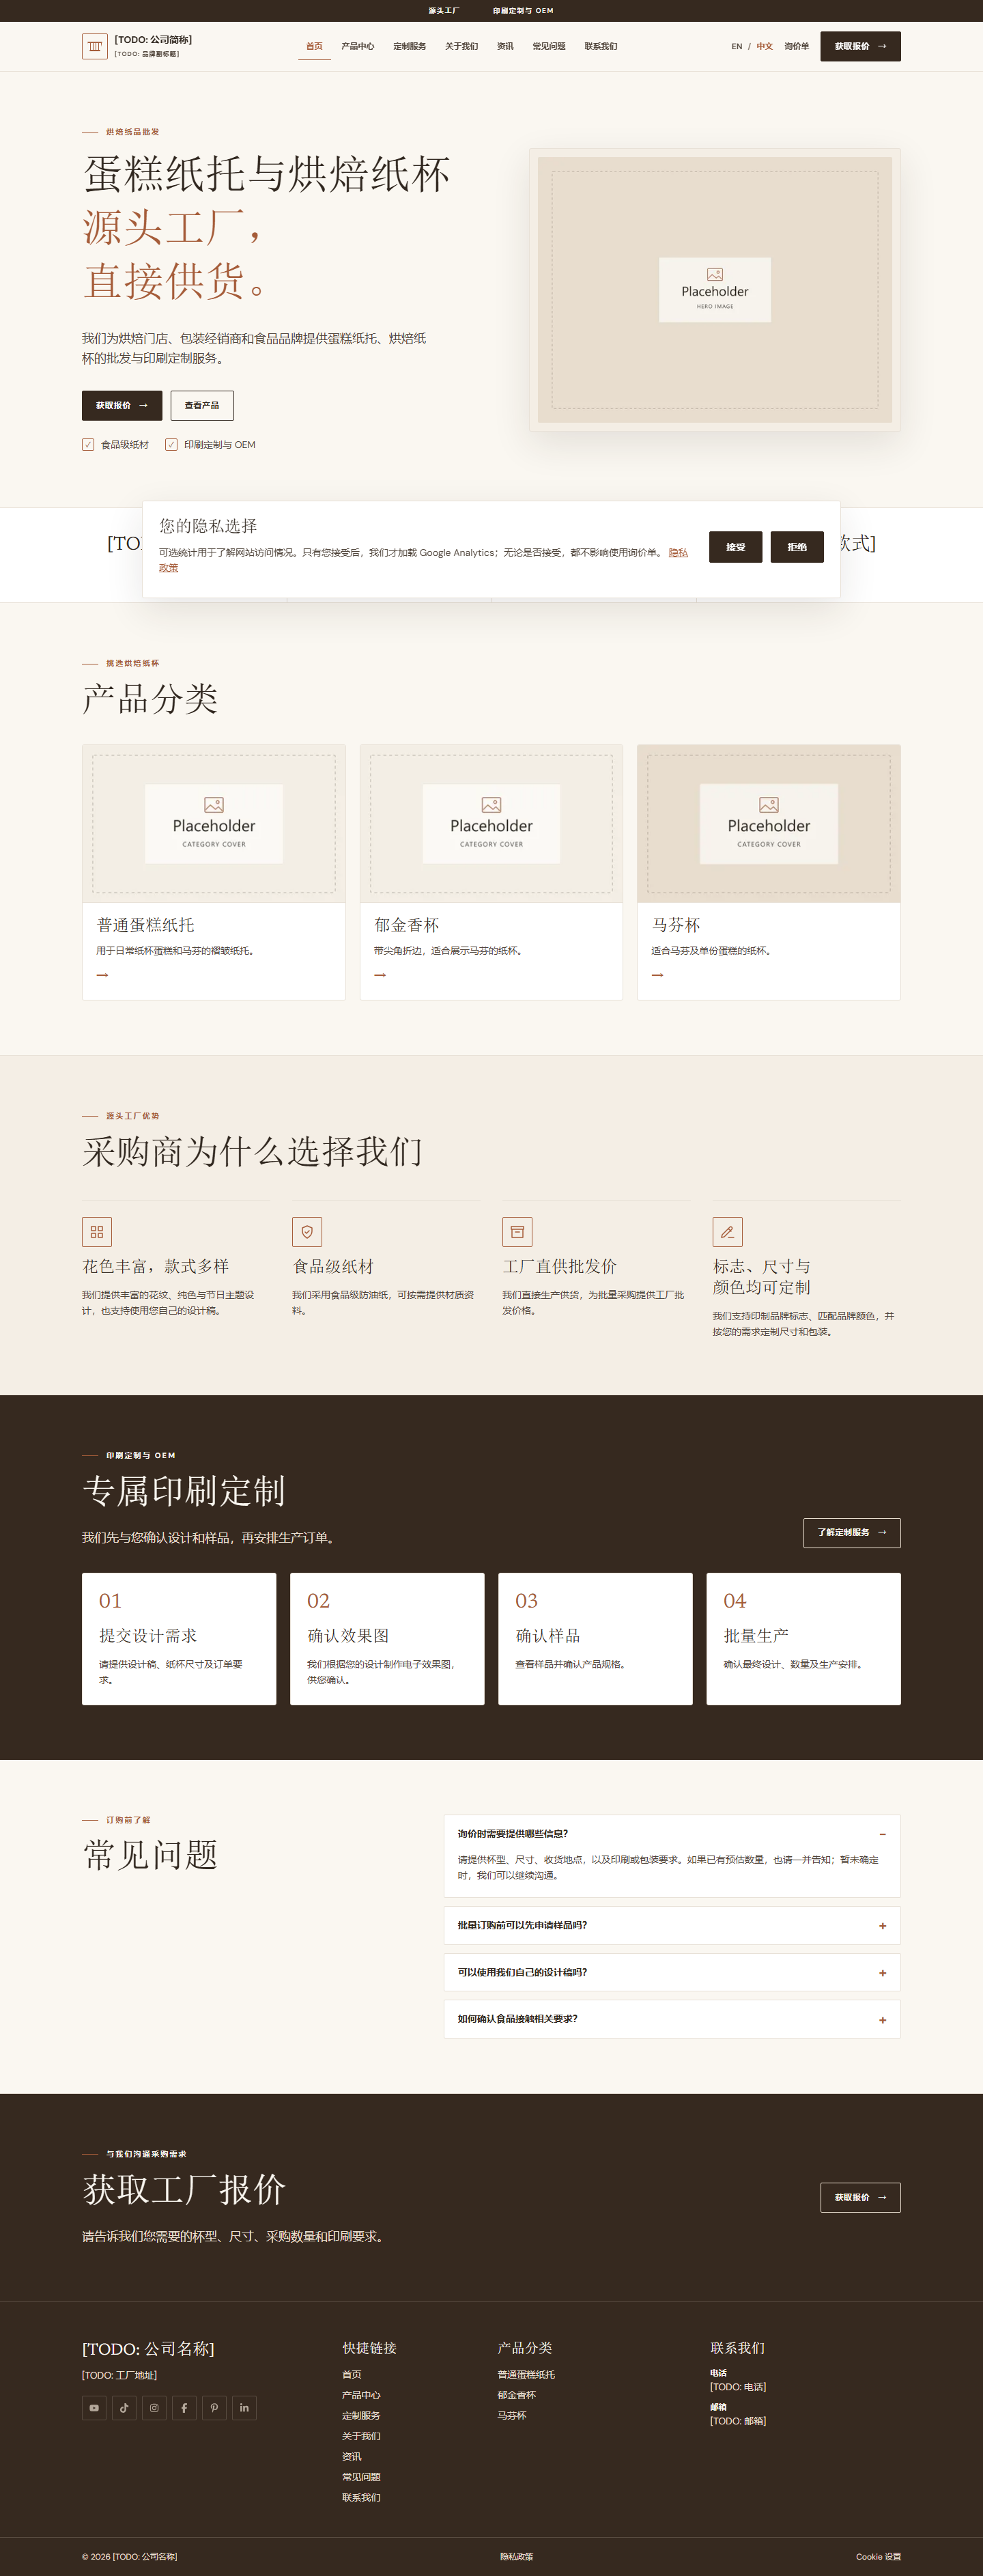 源头工厂 印刷定制与 OEM
[TODO: 公司简称]
[TODO: 品牌副标题]
首页 产品中心 定制服务 关于我们 资讯 常见问题 联系我们
EN / 中文 询价单 获取报价 →
烘焙纸品批发
蛋糕纸托与烘焙纸杯
源头工厂，
直接供货。
我们为烘焙门店、包装经销商和食品品牌提供蛋糕纸托、烘焙纸
杯的批发与印刷定制服务。
获取报价 → 查看产品
食品级纸材 印刷定制与 OEM
Placeholder
HERO IMAGE
[TO
款式]
您的隐私选择
可选统计用于了解网站访问情况。只有您接受后，我们才加载 Google Analytics；无论是否接受，都不影响使用询价单。 隐私
政策
接受 拒绝
挑选烘焙纸杯
产品分类
Placeholder
CATEGORY COVER
普通蛋糕纸托
用于日常纸杯蛋糕和马芬的褶皱纸托。
→
Placeholder
CATEGORY COVER
郁金香杯
带尖角折边，适合展示马芬的纸杯。
→
Placeholder
CATEGORY COVER
马芬杯
适合马芬及单份蛋糕的纸杯。
→
源头工厂优势
采购商为什么选择我们
花色丰富，款式多样
我们提供丰富的花纹、纯色与节日主题设
计，也支持使用您自己的设计稿。
食品级纸材
我们采用食品级防油纸，可按需提供材质资
料。
工厂直供批发价
我们直接生产供货，为批量采购提供工厂批
发价格。
标志、尺寸与
颜色均可定制
我们支持印制品牌标志、匹配品牌颜色，并
按您的需求定制尺寸和包装。
印刷定制与 OEM
专属印刷定制
我们先与您确认设计和样品，再安排生产订单。
了解定制服务 →
01
提交设计需求
请提供设计稿、纸杯尺寸及订单要
求。
02
确认效果图
我们根据您的设计制作电子效果图，
供您确认。
03
确认样品
查看样品并确认产品规格。
04
批量生产
确认最终设计、数量及生产安排。
订购前了解
常见问题
询价时需要提供哪些信息？ −
请提供杯型、尺寸、收货地点，以及印刷或包装要求。如果已有预估数量，也请一并告知；暂未确定
时，我们可以继续沟通。
批量订购前可以先申请样品吗？ +
可以使用我们自己的设计稿吗？ +
如何确认食品接触相关要求？ +
与我们沟通采购需求
获取工厂报价
请告诉我们您需要的杯型、尺寸、采购数量和印刷要求。
获取报价 →
[TODO: 公司名称]
[TODO: 工厂地址]
快捷链接
首页
产品中心
定制服务
关于我们
资讯
常见问题
联系我们
产品分类
普通蛋糕纸托
郁金香杯
马芬杯
联系我们
电话
[TODO: 电话]
邮箱
[TODO: 邮箱]
© 2026 [TODO: 公司名称] 隐私政策 Cookie 设置